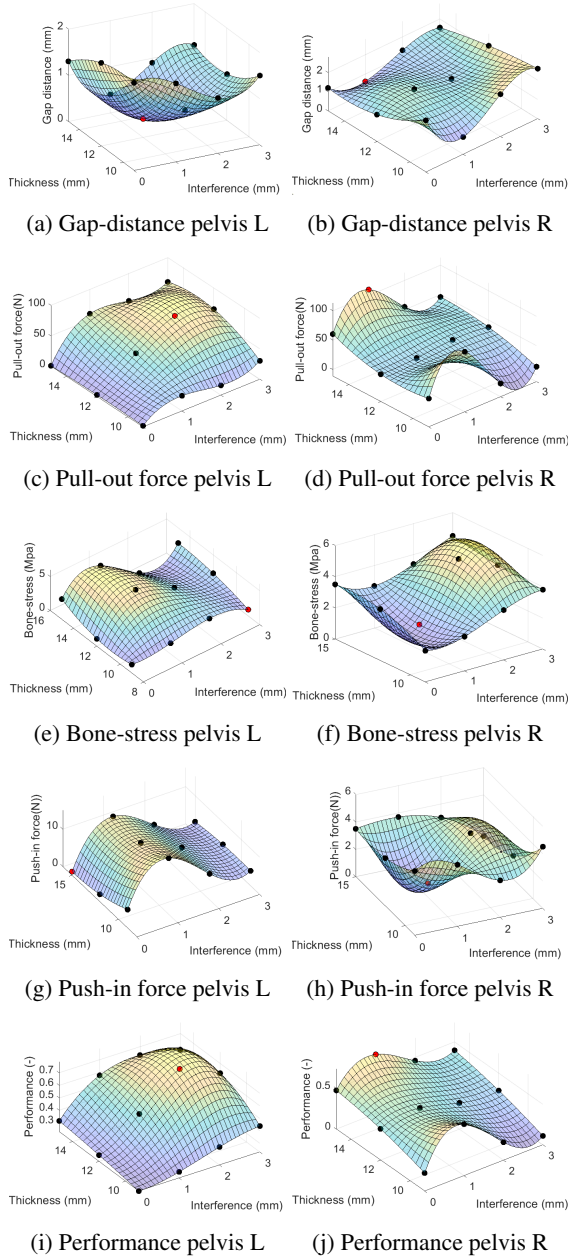 2
1
0
Gap distance (mm)
14
12
10
Thickness (mm)
0
1
2
3
Interference (mm)
(a) Gap-distance pelvis L
2
1
0
Gap distance (mm)
14
12
10
Thickness (mm)
0
1
2
3
Interference (mm)
(b) Gap-distance pelvis R
100
50
0
Pull-out force(N)
14
12
10
Thickness (mm)
0
1
2
3
Interference (mm)
(c) Pull-out force pelvis L
100
50
0
Pull-out force(N)
14
12
10
Thickness (mm)
0
1
2
3
Interference (mm)
(d) Pull-out force pelvis R
5
0
Bone-stress (Mpa)
16
14
12
10
8
Thickness (mm)
0
1
2
3
Interference (mm)
(e) Bone-stress pelvis L
6
4
2
0
Bone-stress (Mpa)
15
10
Thickness (mm)
0
1
2
3
Interference (mm)
(f) Bone-stress pelvis R
10
0
Push-in force(N))
15
10
Thickness (mm)
0
1
2
3
Interference (mm)
(g) Push-in force pelvis L
6
4
2
0
Push-in force(N)
15
10
Thickness (mm)
0
1
2
3
Interference (mm)
(h) Push-in force pelvis R
0.7
0.6
0.5
0.4
0.3
Performance (-)
14
12
10
Thickness (mm)
0
1
2
3
Interference (mm)
(i) Performance pelvis L
0.5
0
Performance (-)
14
12
10
Thickness (mm)
0
1
2
3
Interference (mm)
(j) Performance pelvis R